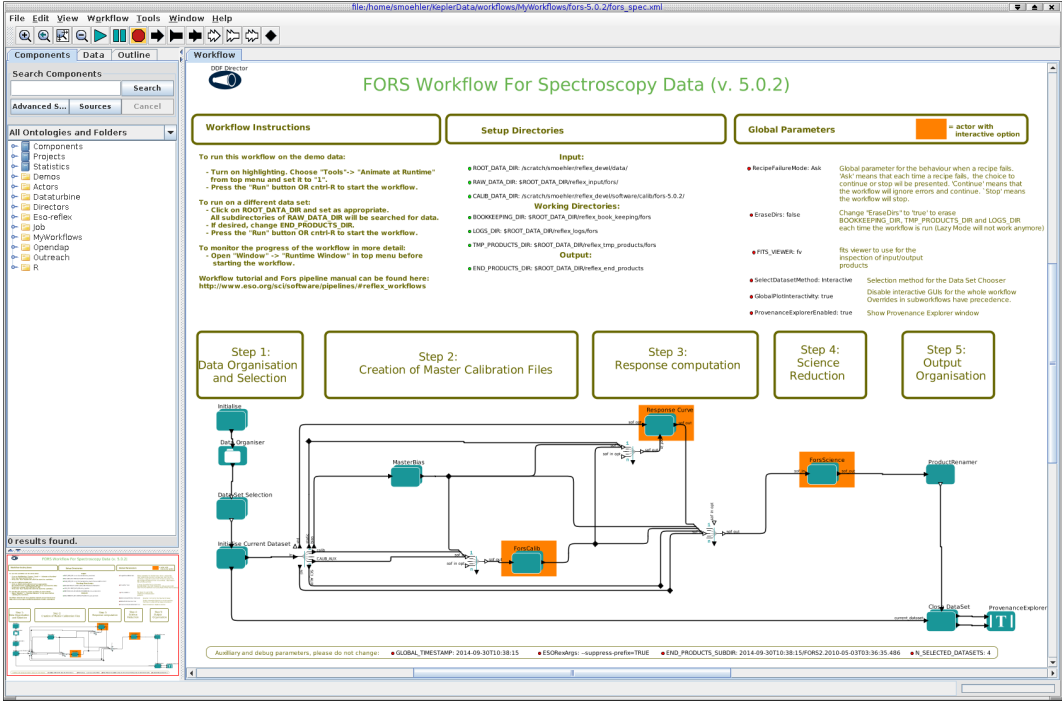 file:/home/smoehler/KeplerData/workflows/MyWorkflows/fors-5.0.2/fors_spec.xml
File Edit View Workflow Tools Window Help
Components Data Outline
Workflow
Search Components
Search
Advanced S... Sources Cancel
All Ontologies and Folders
Components
Projects
Statistics
Demos
Actors
Dataturbine
Directors
Eso-reflex
Job
MyWorkflows
Opendap
Outreach
R
0 results found.
DDF Director
FORS Workflow For Spectroscopy Data (v. 5.0.2)
Workflow Instructions
Setup Directories
Global Parameters
= actor with
interactive option
To run this workflow on the demo data:
- Turn on highlighting. Choose "Tools"-> "Animate at Runtime"
from top menu and set it to "1".
- Press the "Run" button OR cntrl-R to start the workflow.
To run on a different data set:
- Click on ROOT_DATA_DIR and set as appropriate.
All subdirectories of RAW_DATA_DIR will be searched for data.
- If desired, change END_PRODUCTS_DIR.
- Press the "Run" button OR cntrl-R to start the workflow.
To monitor the progress of the workflow in more detail:
- Open "Window" -> "Runtime Window" in top menu before
starting the workflow.
Workflow tutorial and Fors pipeline manual can be found here:
http://www.eso.org/sci/software/pipelines/#reflex_workflows
Input:
ROOT_DATA_DIR: /scratch/smoehler/reflex_devel/data/
RAW_DATA_DIR: $ROOT_DATA_DIR/reflex_input/fors/
CALIB_DATA_DIR: /scratch/smoehler/reflex_devel/software/calib/fors-5.0.2/
Working Directories:
BOOKKEEPING_DIR: $ROOT_DATA_DIR/reflex_book_keeping/fors
LOGS_DIR: $ROOT_DATA_DIR/reflex_logs/fors
TMP_PRODUCTS_DIR: $ROOT_DATA_DIR/reflex_tmp_products/fors
Output:
END_PRODUCTS_DIR: $ROOT_DATA_DIR/reflex_end_products
RecipeFailureMode: Ask
Global parameter for the behaviour when a recipe fails.
'Ask' means that each time a recipe fails, the choice to
continue or stop will be presented. 'Continue' means that
the workflow will ignore errors and continue. 'Stop' means
the workflow will stop.
EraseDirs: false
Change "EraseDirs" to 'true' to erase
BOOKKEEPING_DIR, TMP_PRODUCTS_DIR and LOGS_DIR
each time the workflow is run (Lazy Mode will not work anymore)
FITS_VIEWER: fv
fits viewer to use for the
inspection of input/output
products
SelectDatasetMethod: Interactive
Selection method for the Data Set Chooser
GlobalPlotInteractivity: true
Disable interactive GUIs for the whole workflow
Overrides in subworkflows have precedence.
ProvenanceExplorerEnabled: true
Show Provenance Explorer window
Step 1:
Data Organisation
and Selection
Step 2:
Creation of Master Calibration Files
Step 3:
Response computation
Step 4:
Science
Reduction
Step 5:
Output
Organisation
Initialise
Data Organiser
DataSet Selection
Initialise Current Dataset
MasterBias
CALIB_AUX
ForsCalib
Response Curve
ForsScience
ProductRenamer
current_dataset
Close DataSet
ProvenanceExplorer
T
Auxiliary and debug parameters, please do not change:
GLOBAL_TIMESTAMP: 2014-09-30T10:38:15
ESORexArgs: --suppress-prefix=TRUE
END_PRODUCTS_SUBDIR: 2014-09-30T10:38:15/FORS2.2010-05-03T03:36:35.486
N_SELECTED_DATASETS: 4